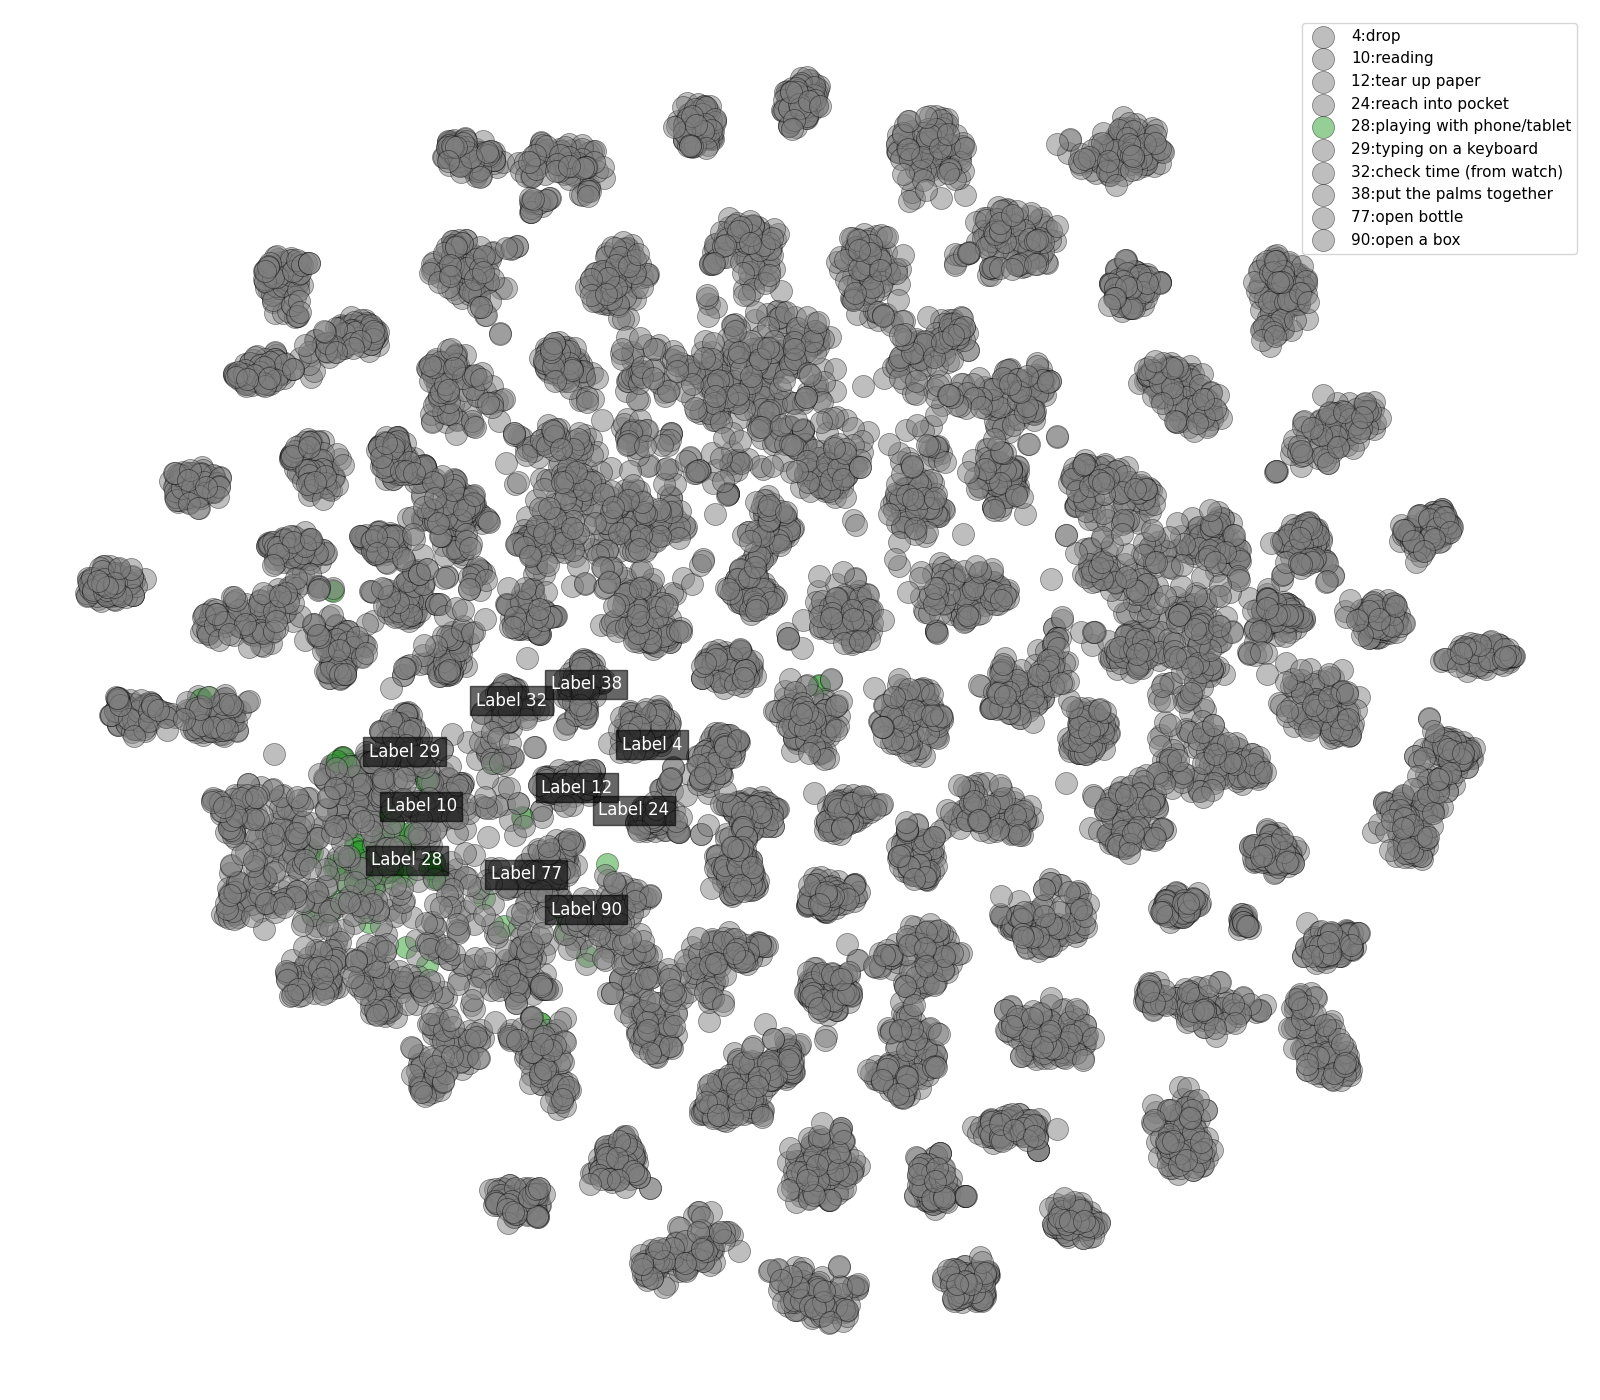 4:drop
10:reading
12:tear up paper
24:reach into pocket
28:playing with phone/tablet
29:typing on a keyboard
32:check time (from watch)
38:put the palms together
77:open bottle
90:open a box
Label 38
Label 32
Label 4
Label 29
Label 12
Label 10
Label 24
Label 28
Label 77
Label 90